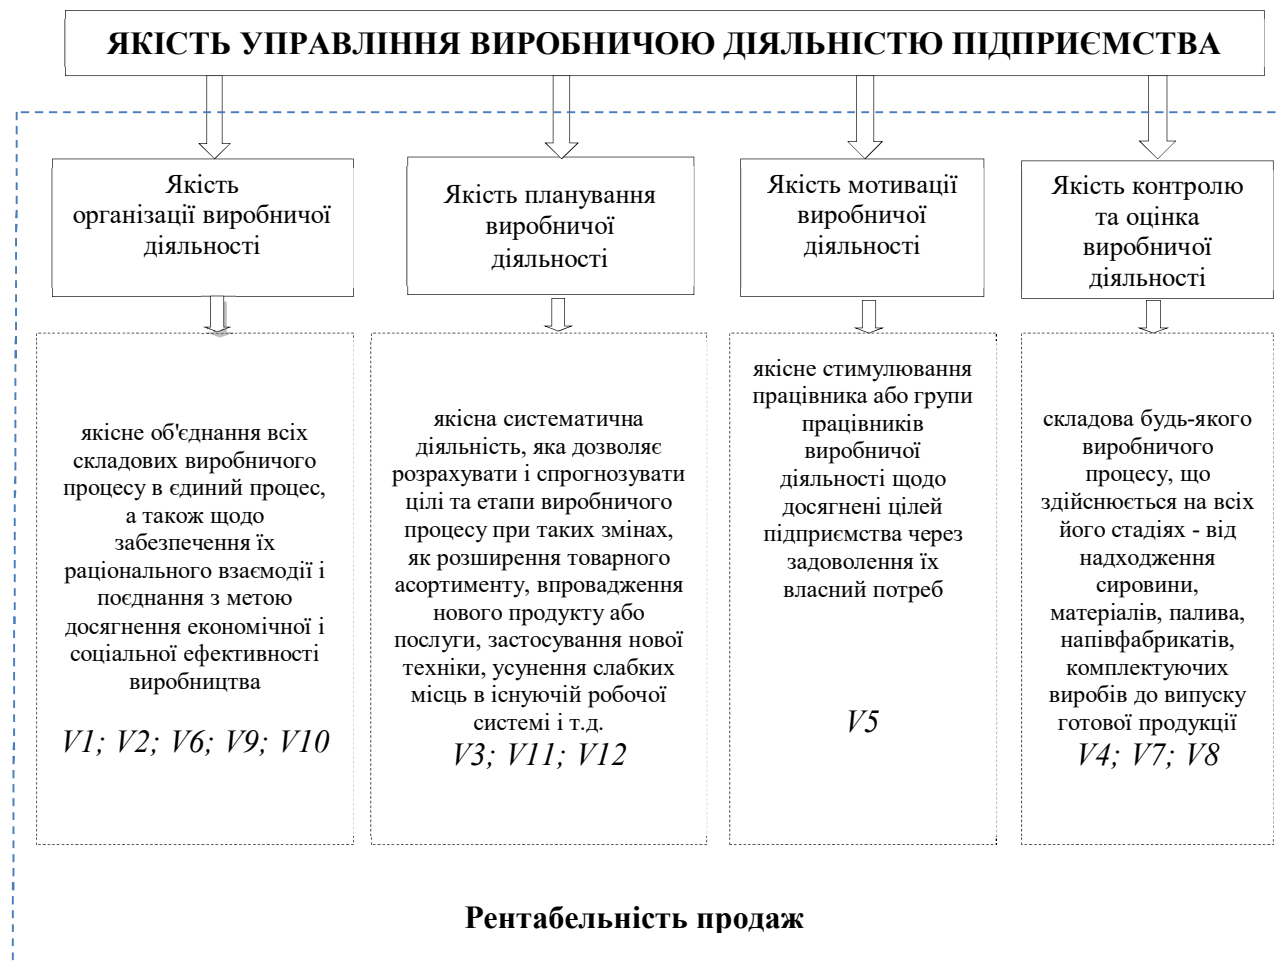 ЯКІСТЬ УПРАВЛІННЯ ВИРОБНИЧОЮ ДІЯЛЬНІСТЮ ПІДПРИЄМСТВА
Якість
організації виробничої
діяльності
Якість планування
виробничої
діяльності
Якість мотивації
виробничої
діяльності
Якість контролю
та оцінка
виробничої
діяльності
якісне об'єднання всіх
складових виробничого
процесу в єдиний процес,
а також щодо
забезпечення їх
раціонального взаємодії і
поєднання з метою
досягнення економічної і
соціальної ефективності
виробництва
V1; V2; V6; V9; V10
якісна систематична
діяльність, яка дозволяє
розрахувати і спрогнозувати
цілі та етапи виробничого
процесу при таких змінах,
як розширення товарного
асортименту, впровадження
нового продукту або
послуги, застосування нової
техніки, усунення слабких
місць в існуючій робочої
системі і т.д.
V3; V11; V12
якісне стимулювання
працівника або групи
працівників
виробничої
діяльності щодо
досягнені цілей
підприємства через
задоволення їх
власний потреб
V5
складова будь-якого
виробничого
процесу, що
здійснюється на всіх
його стадіях - від
надходження
сировини,
матеріалів, палива,
напівфабрикатів,
комплектуючих
виробів до випуску
готової продукції
V4; V7; V8
Рентабельність продаж